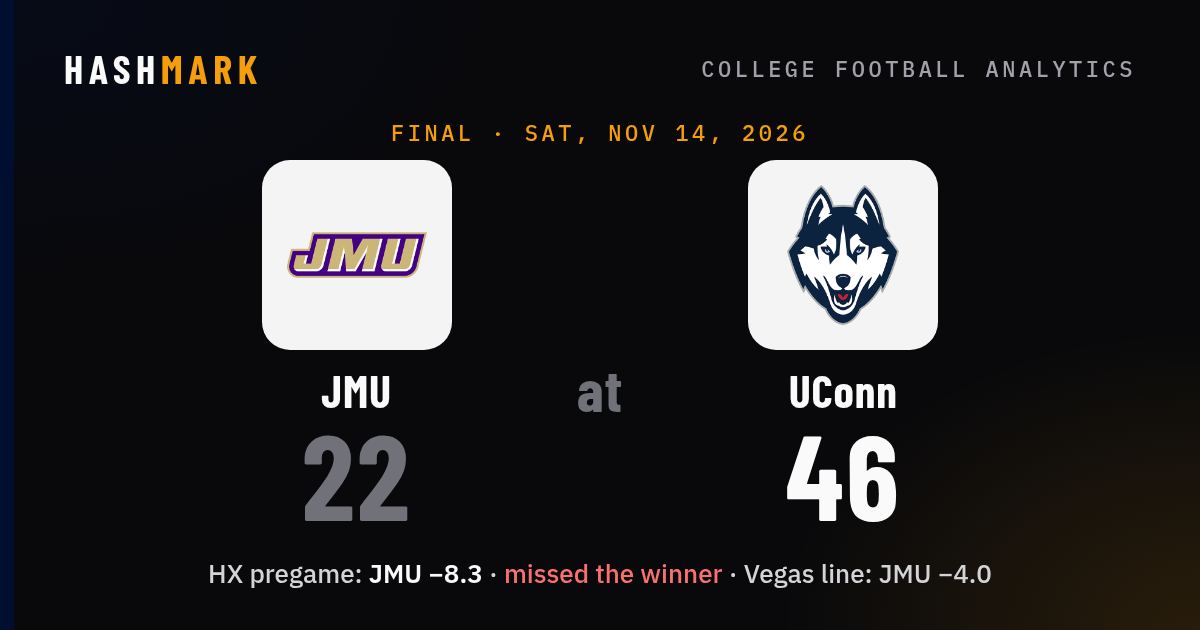 HASHMARK
COLLEGE FOOTBALL ANALYTICS
FINAL · SAT, NOV 14, 2026
JMU
JMU
at
UConn
22
46
HX pregame: JMU −8.3 · missed the winner · Vegas line: JMU −4.0